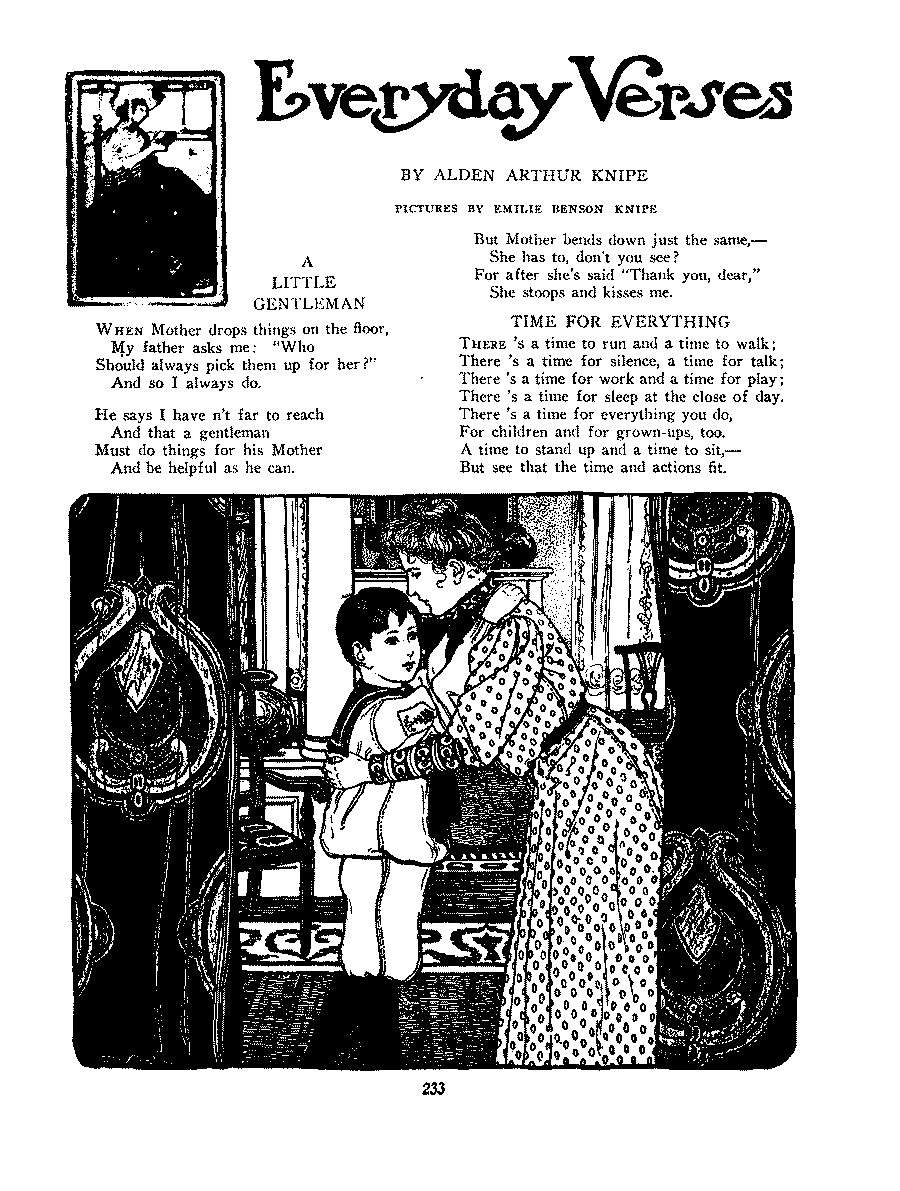 Everyday Verses
BY ALDEN ARTHUR KNIPE
PICTURES BY EMILIE BENSON KNIPE
A
LITTLE
GENTLEMAN
WHEN Mother drops things on the floor,
My father asks me: "Who
Should always pick them up for her?"
And so I always do.
He says I have n't far to reach
And that a gentleman
Must do things for his Mother
And be helpful as he can.
But Mother bends down just the same,—
She has to, don't you see?
For after she's said "Thank you, dear,"
She stoops and kisses me.
TIME FOR EVERYTHING
THERE 's a time to run and a time to walk;
There 's a time for silence, a time for talk;
There 's a time for work and a time for play;
There 's a time for sleep at the close of day.
There 's a time for everything you do,
For children and for grown-ups, too.
A time to stand up and a time to sit,—
But see that the time and actions fit.
233